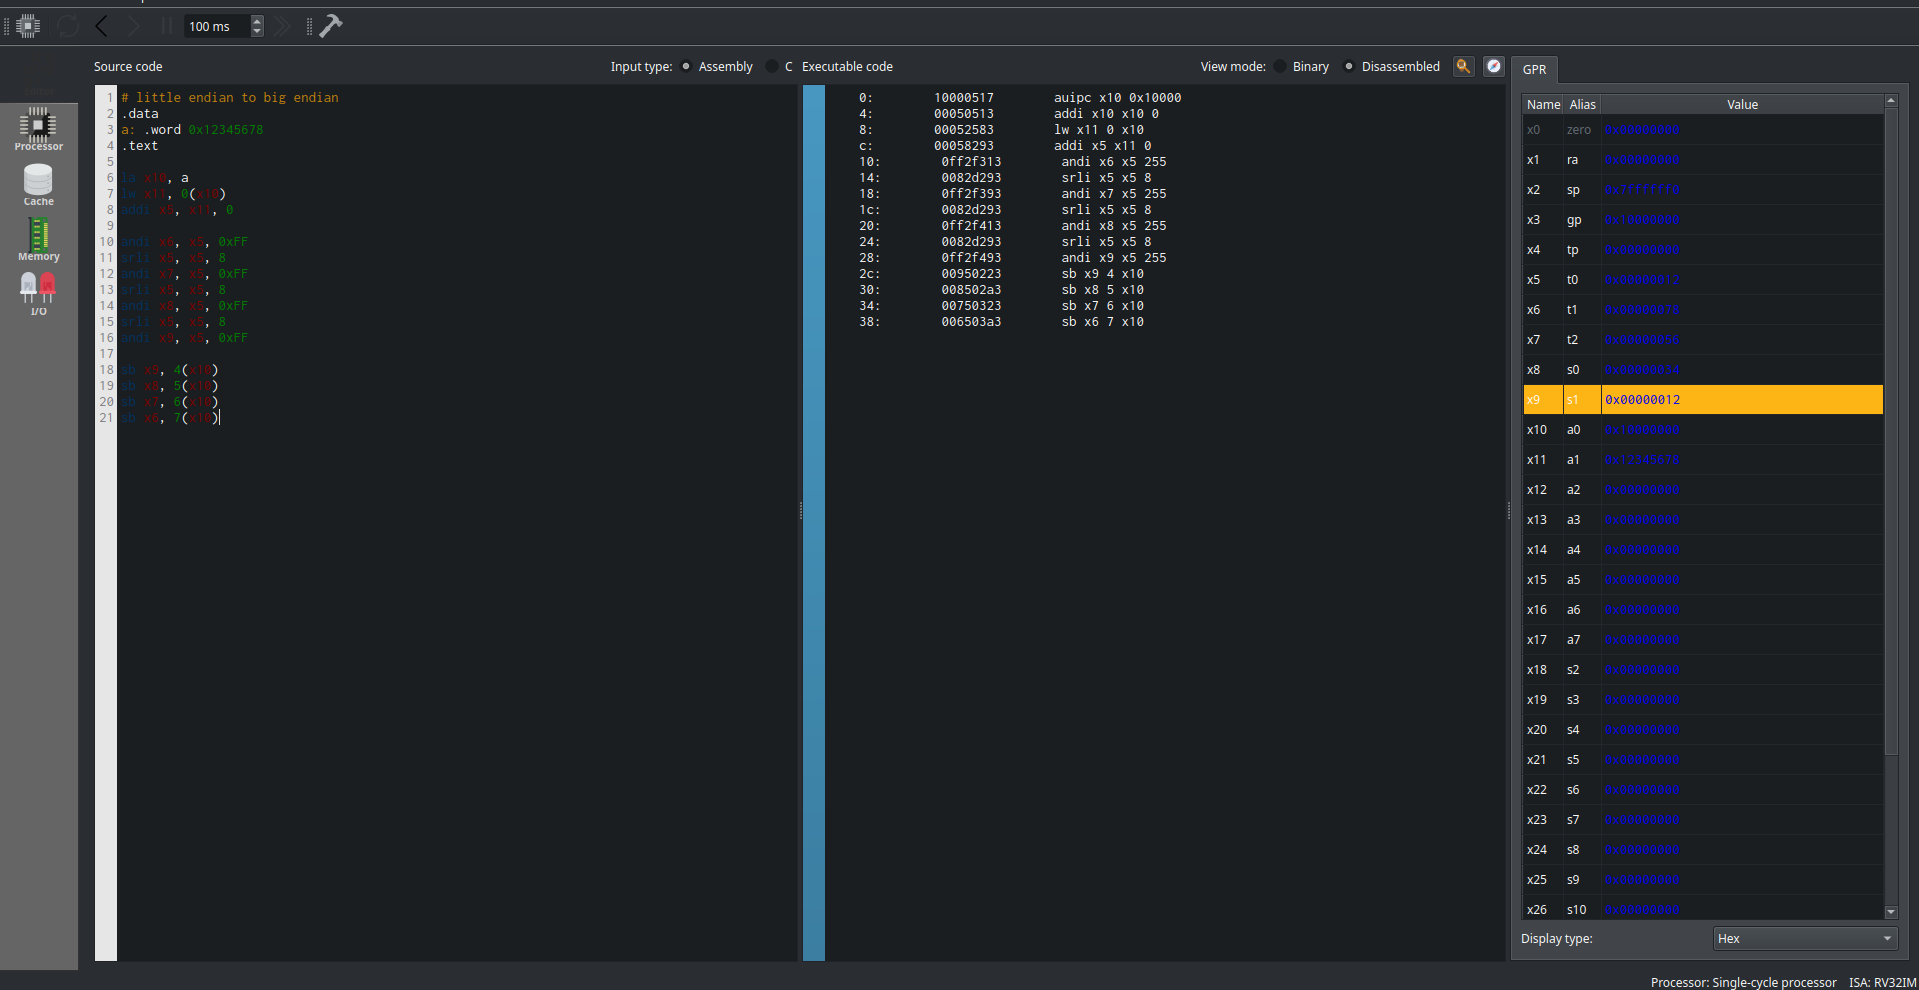 100 ms
Source code
Input type: Assembly C
Executable code
View mode: Binary Disassembled
GPR
Processor
Cache
Memory
I/O
1 # little endian to big endian
2 .data
3 a: .word 0x12345678
4 .text
5
6 la x10, a
7 lw x11, 0(x10)
8 addi x5, x11, 0
9
10 andi x6, x5, 0xFF
11 srli x5, x5, 8
12 andi x7, x5, 0xFF
13 srli x5, x5, 8
14 andi x8, x5, 0xFF
15 srli x5, x5, 8
16 andi x9, x5, 0xFF
17
18 sb x9, 4(x10)
19 sb x8, 5(x10)
20 sb x7, 6(x10)
21 sb x6, 7(x10)
0: 10000517 auipc x10 0x10000
4: 00050513 addi x10 x10 0
8: 00052583 lw x11 0 x10
c: 00058293 addi x5 x11 0
10: 0ff2f313 andi x6 x5 255
14: 0082d293 srli x5 x5 8
18: 0ff2f393 andi x7 x5 255
1c: 0082d293 srli x5 x5 8
20: 0ff2f413 andi x8 x5 255
24: 0082d293 srli x5 x5 8
28: 0ff2f493 andi x9 x5 255
2c: 00950223 sb x9 4 x10
30: 008502a3 sb x8 5 x10
34: 00750323 sb x7 6 x10
38: 006503a3 sb x6 7 x10
Name Alias Value
x0 zero 0x00000000
x1 ra 0x00000000
x2 sp
x3 gp 0x10000000
x4 tp 0x00000000
x5 t0 0x00000012
x6 t1 0x00000078
x7 t2 0x00000056
x8 s0 0x00000034
x9 s1 0x00000012
x10 a0 0x10000000
x11 a1 0x12345678
x12 a2 0x00000000
x13 a3 0x00000000
x14 a4 0x00000000
x15 a5 0x00000000
x16 a6 0x00000000
x17 a7 0x00000000
x18 s2 0x00000000
x19 s3 0x00000000
x20 s4 0x00000000
x21 s5 0x00000000
x22 s6 0x00000000
x23 s7 0x00000000
x24 s8 0x00000000
x25 s9 0x00000000
x26 s10 0x00000000
Display type: Hex
Processor: Single-cycle processor ISA: RV32IM